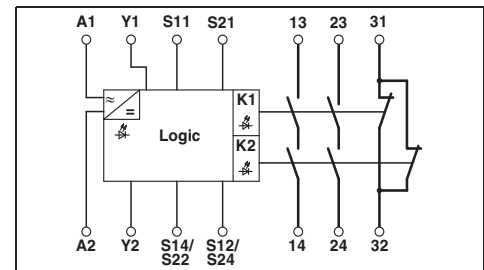 A1 Y1 S11 S21 13 23 31
≈
=
K1
Logic
K2
A2 Y2 S14/ S12/ 14 24 32
S22 S24